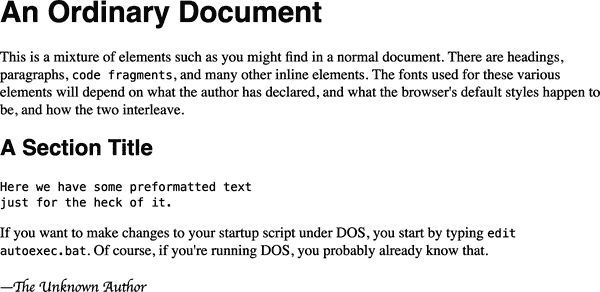 An Ordinary Document
This is a mixture of elements such as you might find in a normal document. There are headings,
paragraphs, code fragments, and many other inline elements. The fonts used for these various
elements will depend on what the author has declared, and what the browser's default styles happen to
be, and how the two interleave.
A Section Title
Here we have some preformatted text
just for the heck of it.
If you want to make changes to your startup script under DOS, you start by typing edit
autoexec.bat. Of course, if you're running DOS, you probably already know that.
—The Unknown Author